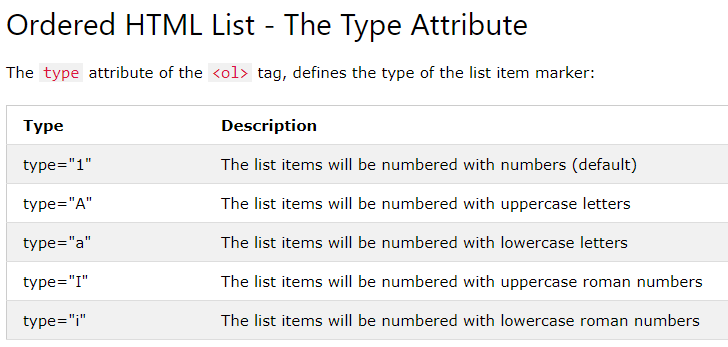 Ordered HTML List - The Type Attribute
The type attribute of the <ol> tag, defines the type of the list item marker:
Type Description
type="1" The list items will be numbered with numbers (default)
type="A" The list items will be numbered with uppercase letters
type="a" The list items will be numbered with lowercase letters
type="I" The list items will be numbered with uppercase roman numbers
type="i" The list items will be numbered with lowercase roman numbers